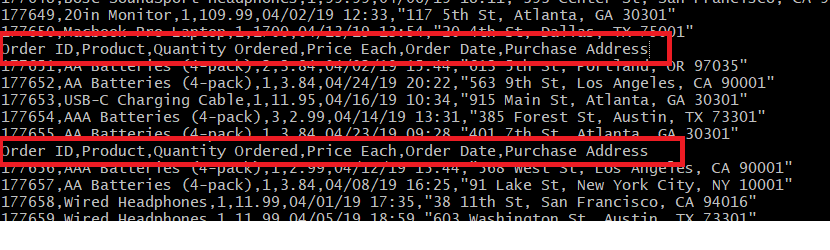 SoundSport Headphones
177649,20in Monitor,1,109.99,04/02/19 12:33,"117 5th St, Atlanta, GA 30301"
Macbook Pro Laptop,1,1700,04/12/19 St, Dallas, TX 75001"
Order ID,Product,Quantity Ordered,Price Each,Order Date,Purchase Address
177651,AA Batteries (4-pack),2,3.84,04/02/19 15:44,"613 5th St, Portland, OR 97035"
177652,AA Batteries (4-pack),1,3.84,04/24/19 20:22,"563 9th St, Los Angeles, CA 90001"
177653,USB-C Charging Cable,1,11.95,04/16/19 10:34,"915 Main St, Atlanta, GA 30301"
177654,AAA Batteries (4-pack),3,2.99,04/14/19 13:31,"385 Forest St, Austin, TX 73301"
177655,AA Batteries (4-pack),1,3.84,04/23/19 09:28,"401 7th St, Atlanta, GA 30301"
Order ID,Product,Quantity Ordered,Price Each,Order Date,Purchase Address
177656,AAA Batteries (4-pack),1,2.99,04/12/19 15:44,"568 West St, Los Angeles, CA 90001"
177657,AA Batteries (4-pack),1,3.84,04/08/19 16:25,"91 Lake St, New York City, NY 10001"
177658,Wired Headphones,1,11.99,04/01/19 17:35,"38 11th St, San Francisco, CA 94016"
177659,Wired Headphones,1,11.99,04/05/19 18:59,"603 Washington St, Austin, TX 73301"